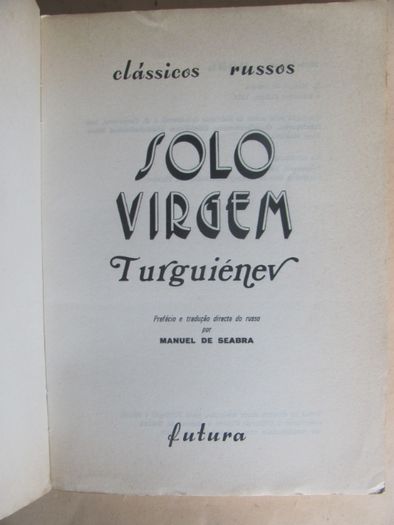 clássicos russos
SOLO
VIRGEM
Turguiénev
Prefácio e tradução directa do russo
por
MANUEL DE SEABRA
futura